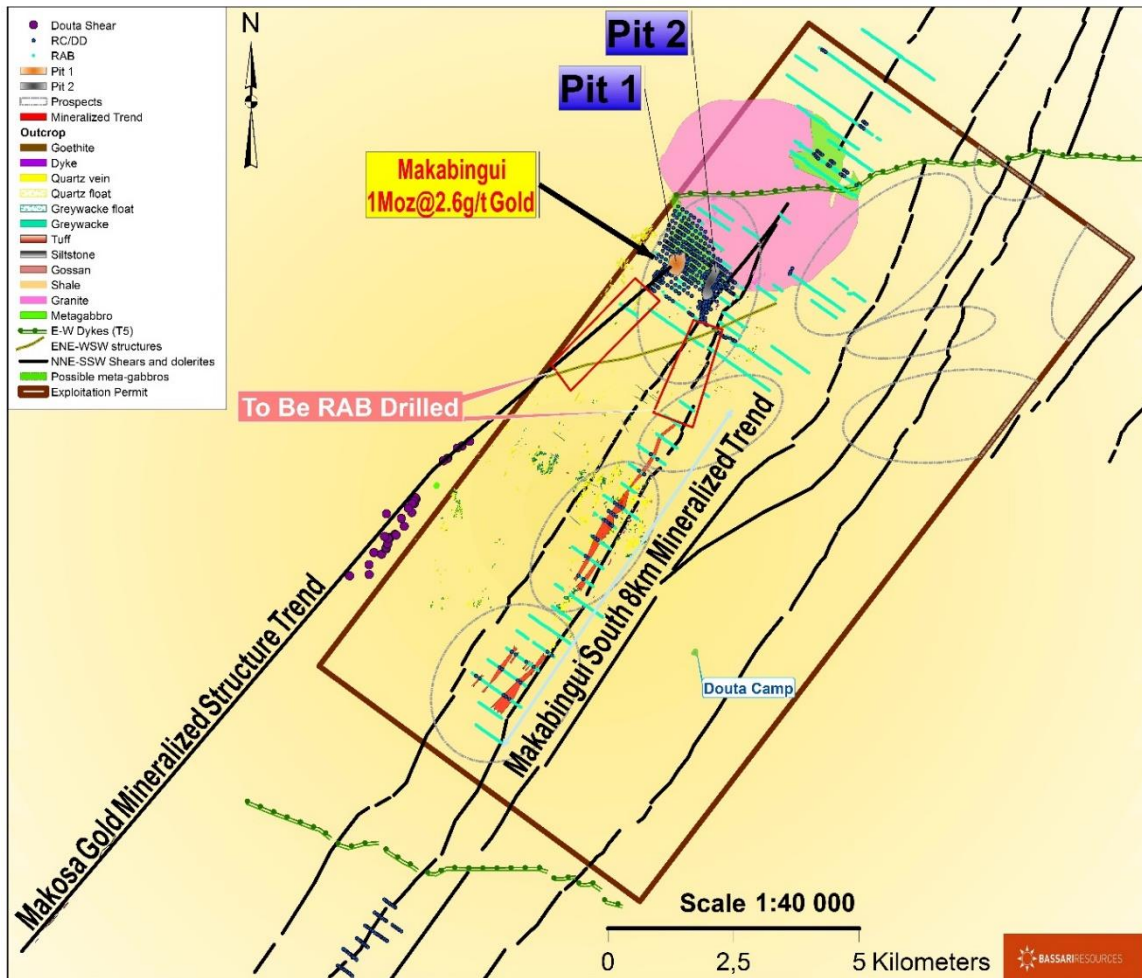 Douta Shear
RC/DD
RAB
Pit 1
Pit 2
Prospects
Mineralized Trend
Outcrop
Goethite
Dyke
Quartz vein
Quartz float
Greywacke float
Greywacke
Tuff
Siltstone
Gossan
Shale
Granite
Metagabbro
E-W Dykes (T5)
ENE-WSW structures
NNE-SSW Shears and dolerites
Possible meta-gabbros
Exploitation Permit
N
Pit 2
Pit 1
Makabingui
1Moz@2.6g/t Gold
To Be RAB Drilled
Makabingui South 8km Mineralized Trend
Makosa Gold Mineralized Structure Trend
Douta Camp
Scale 1:40 000
0 2,5 5 Kilometers
BASSARIRESOURCES